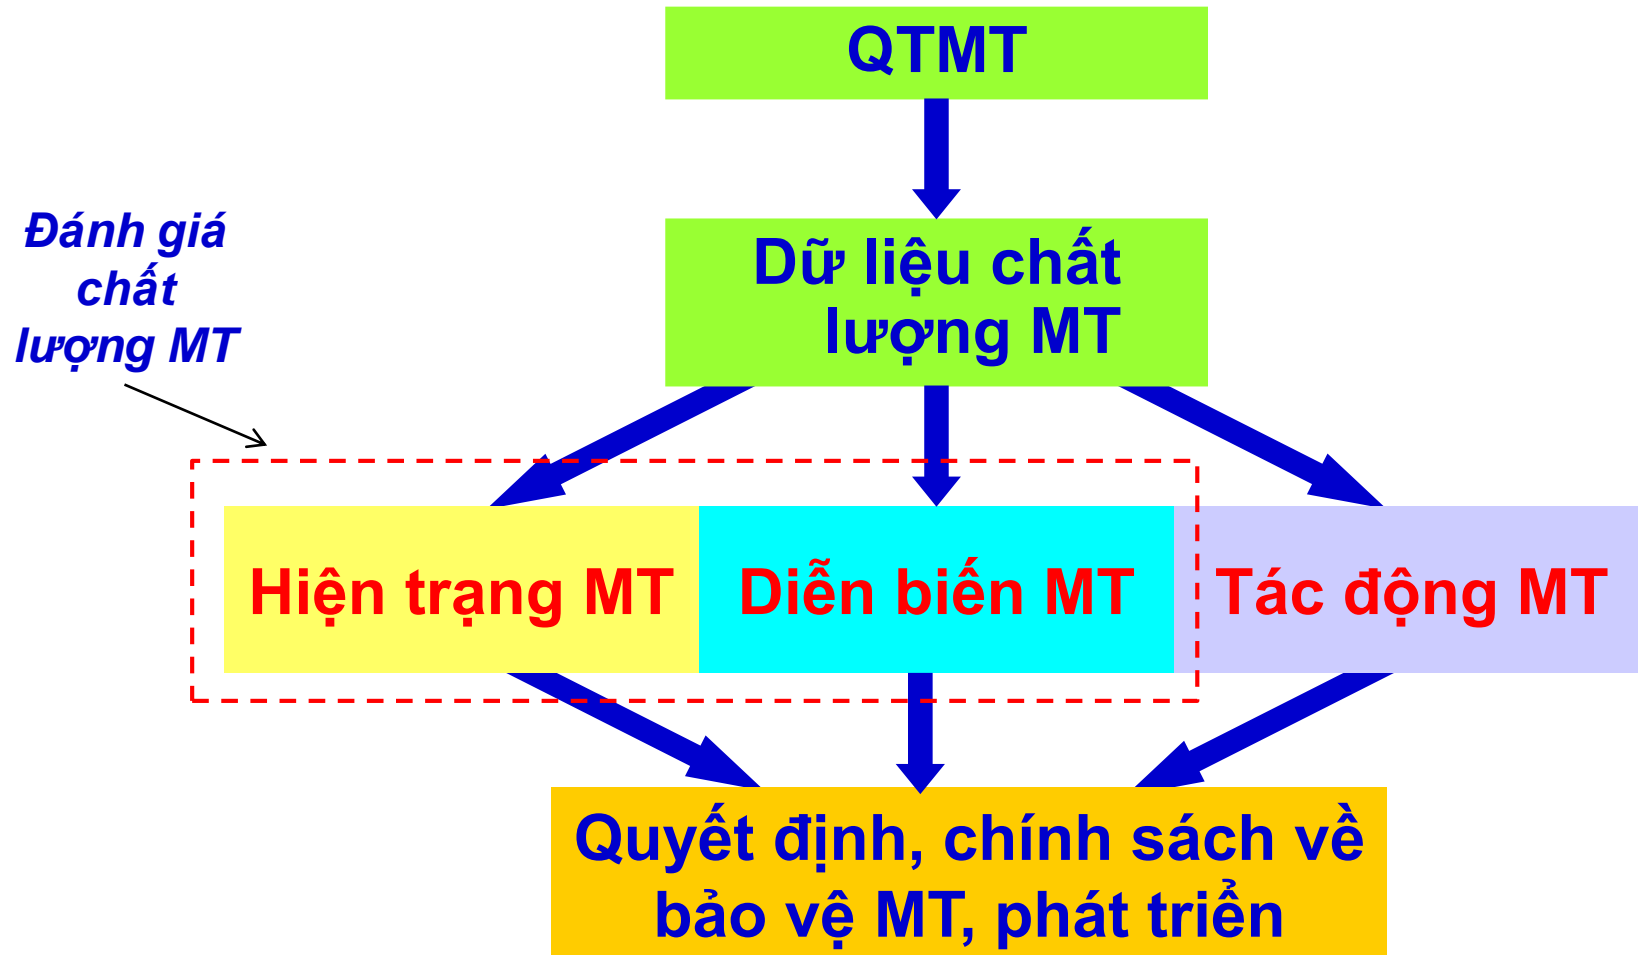 QTMT
Đánh giá
chất
lượng MT
Dữ liệu chất
lượng MT
Hiện trạng MT
Diễn biến MT
Tác động MT
Quyết định, chính sách về
bảo vệ MT, phát triển